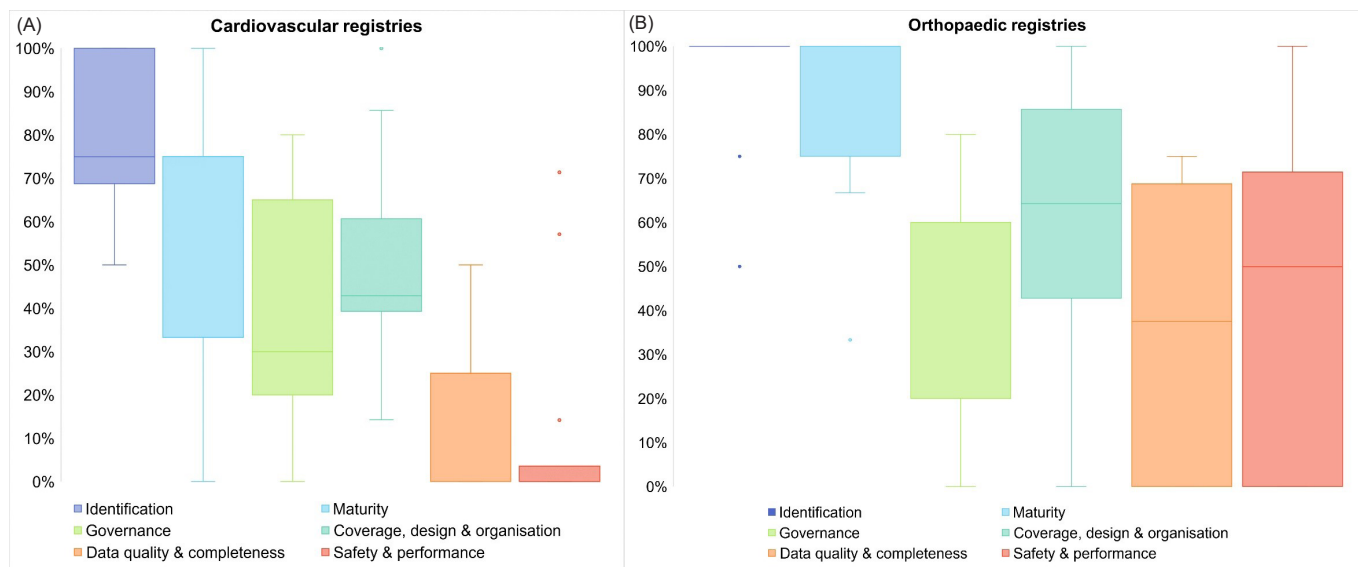 (A)
Cardiovascular registries
100%
90%
80%
70%
60%
50%
40%
30%
20%
10%
0%
Identification
Maturity
Governance
Coverage, design & organisation
Data quality & completeness
Safety & performance
(B)
Orthopaedic registries
100%
90%
80%
70%
60%
50%
40%
30%
20%
10%
0%
Identification
Maturity
Governance
Coverage, design & organisation
Data quality & completeness
Safety & performance